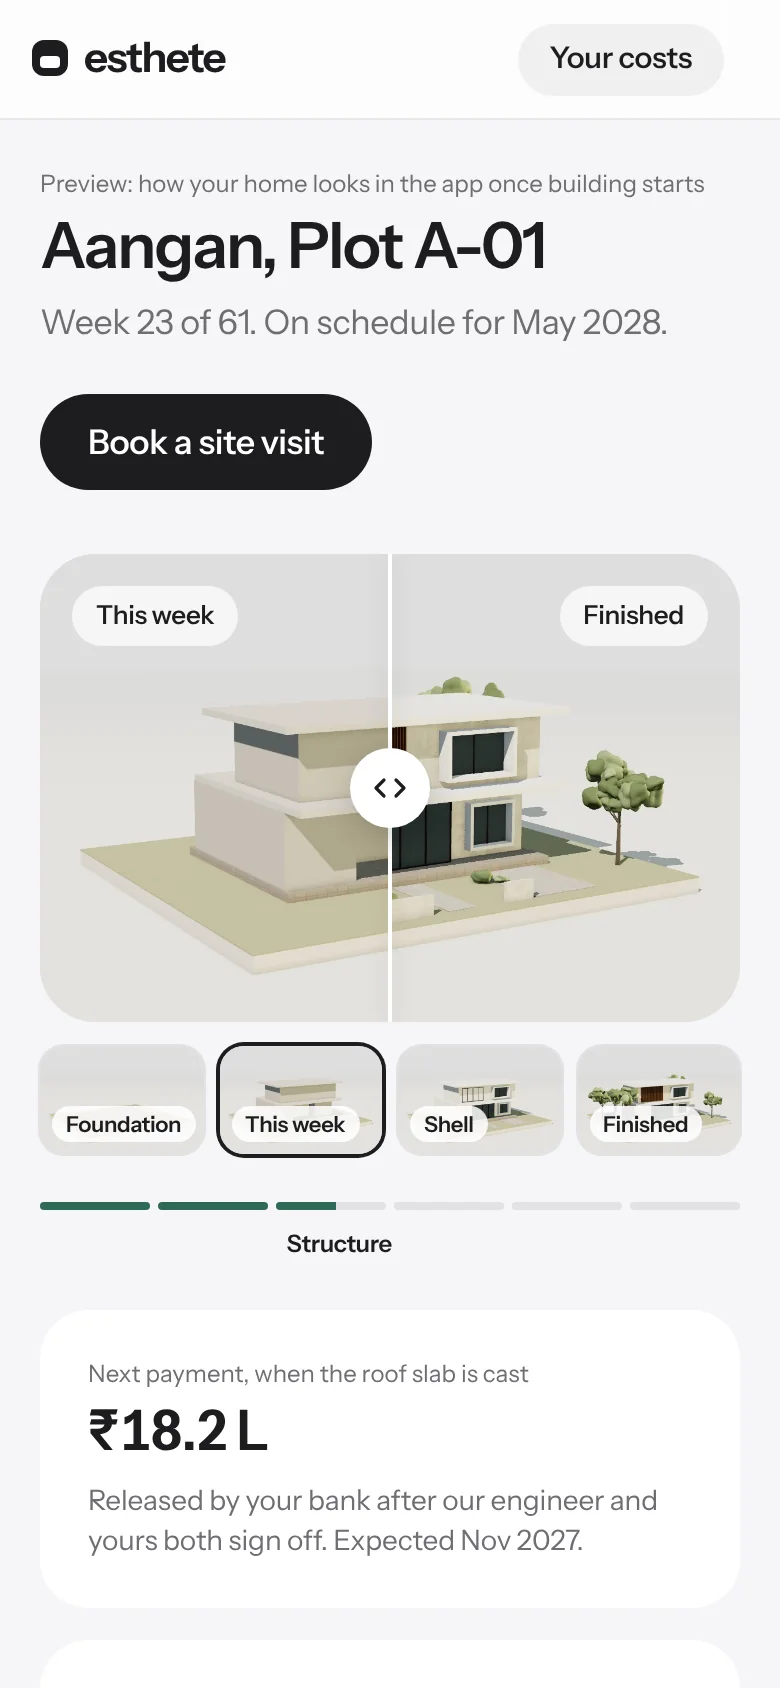 esthete
Your costs
Preview: how your home looks in the app once building starts
Aangan, Plot A-01
Week 23 of 61. On schedule for May 2028.
Book a site visit
This week
Finished
Foundation
This week
Shell
Finished
Structure
Next payment, when the roof slab is cast
₹18.2 L
Released by your bank after our engineer and
yours both sign off. Expected Nov 2027.